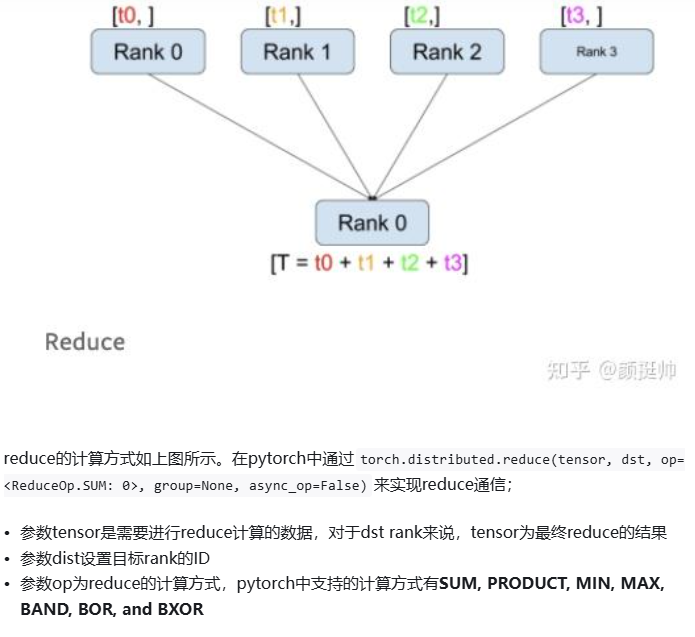 [t0, ] [t1,] [t2,] [t3, ]
Rank 0 Rank 1 Rank 2 Rank 3
Rank 0
[T = t0 + t1 + t2 + t3]
Reduce
知乎 @颜挺帅
reduce的计算方式如上图所示。在pytorch中通过 torch.distributed.reduce(tensor, dst, op=
<ReduceOp.SUM: 0>, group=None, async_op=False) 来实现reduce通信；
• 参数tensor是需要进行reduce计算的数据，对于dst rank来说，tensor为最终reduce的结果
• 参数dist设置目标rank的ID
• 参数op为reduce的计算方式，pytorch中支持的计算方式有SUM, PRODUCT, MIN, MAX,
BAND, BOR, and BXOR